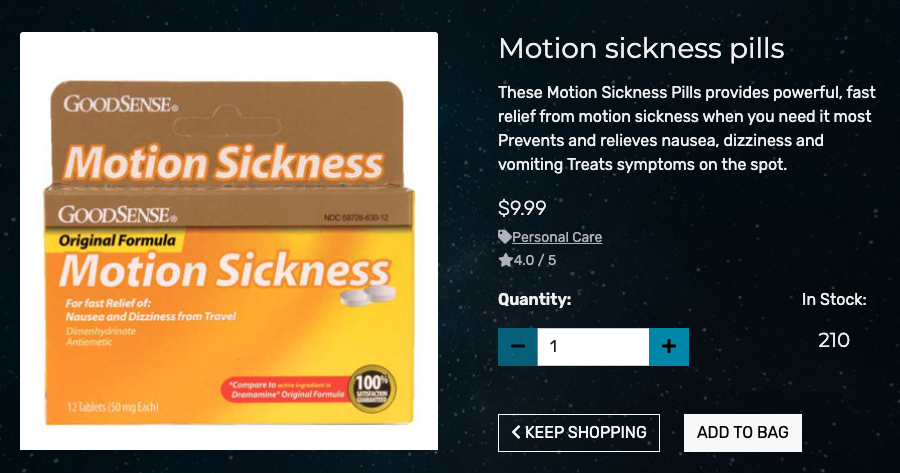 GOODSENSE®
Motion Sickness
GOODSENSE®
NDC 59726-630-12
Original Formula
Motion Sickness
For fast Relief of:
Nausea and Dizziness from Travel
Dimenhydrinate
Antiemetic
*Compare to active ingredient in
Dramamine® Original Formula
100%
SATISFACTION
GUARANTEED
12 Tablets (50 mg Each)
Motion sickness pills
These Motion Sickness Pills provides powerful, fast
relief from motion sickness when you need it most
Prevents and relieves nausea, dizziness and
vomiting Treats symptoms on the spot.
$9.99
Personal Care
4.0 / 5
Quantity:
In Stock:
1
210
KEEP SHOPPING
ADD TO BAG